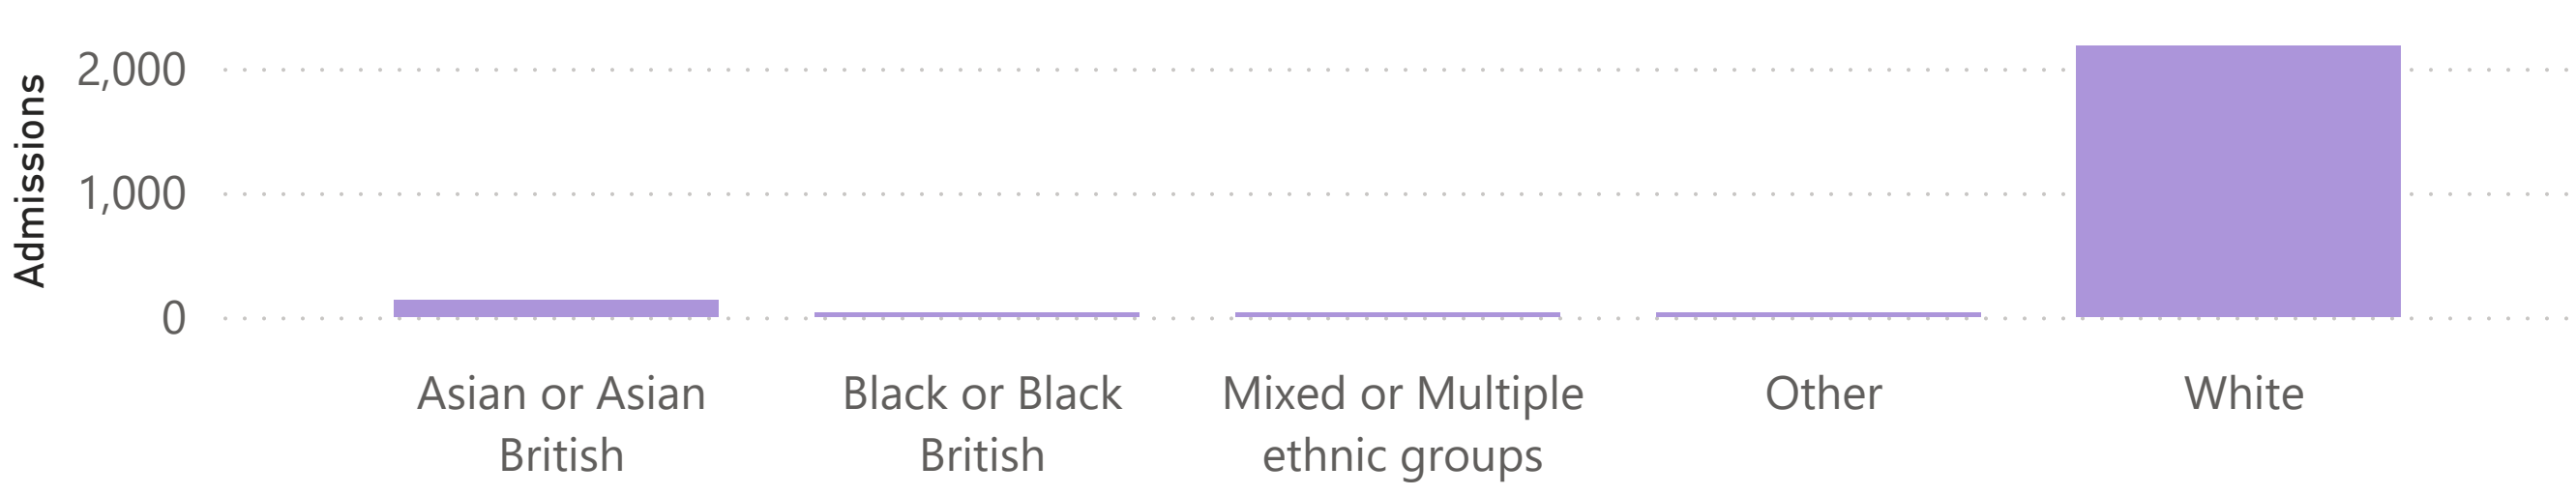 Admissions
2,000
1,000
0
Asian or Asian
British
Black or Black
British
Mixed or Multiple
ethnic groups
Other
White